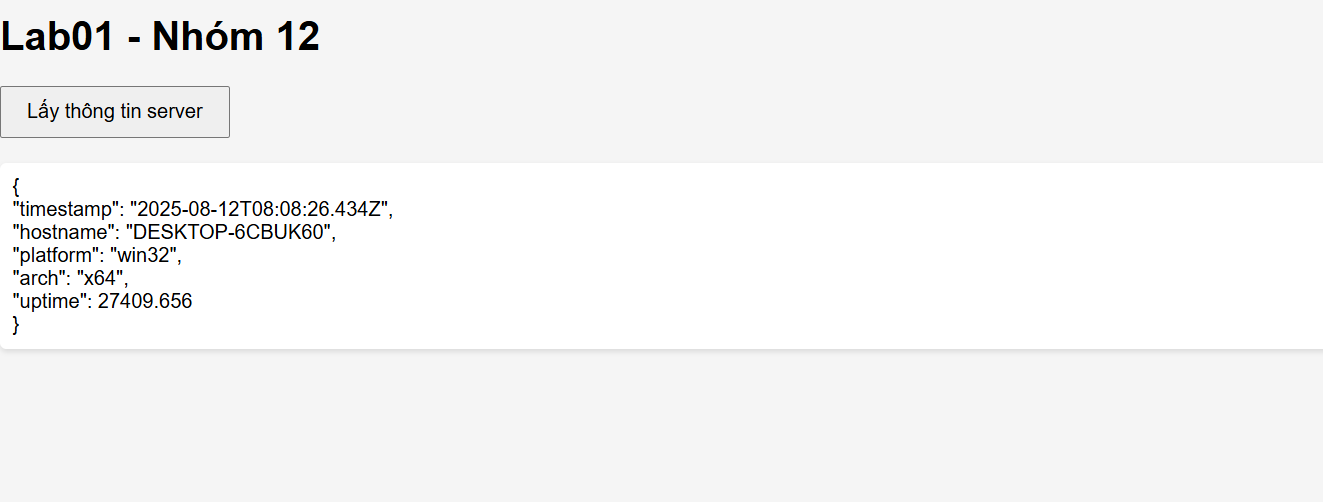 Lab01 - Nhóm 12
Lấy thông tin server
{
"timestamp": "2025-08-12T08:08:26.434Z",
"hostname": "DESKTOP-6CBUK60",
"platform": "win32",
"arch": "x64",
"uptime": 27409.656
}